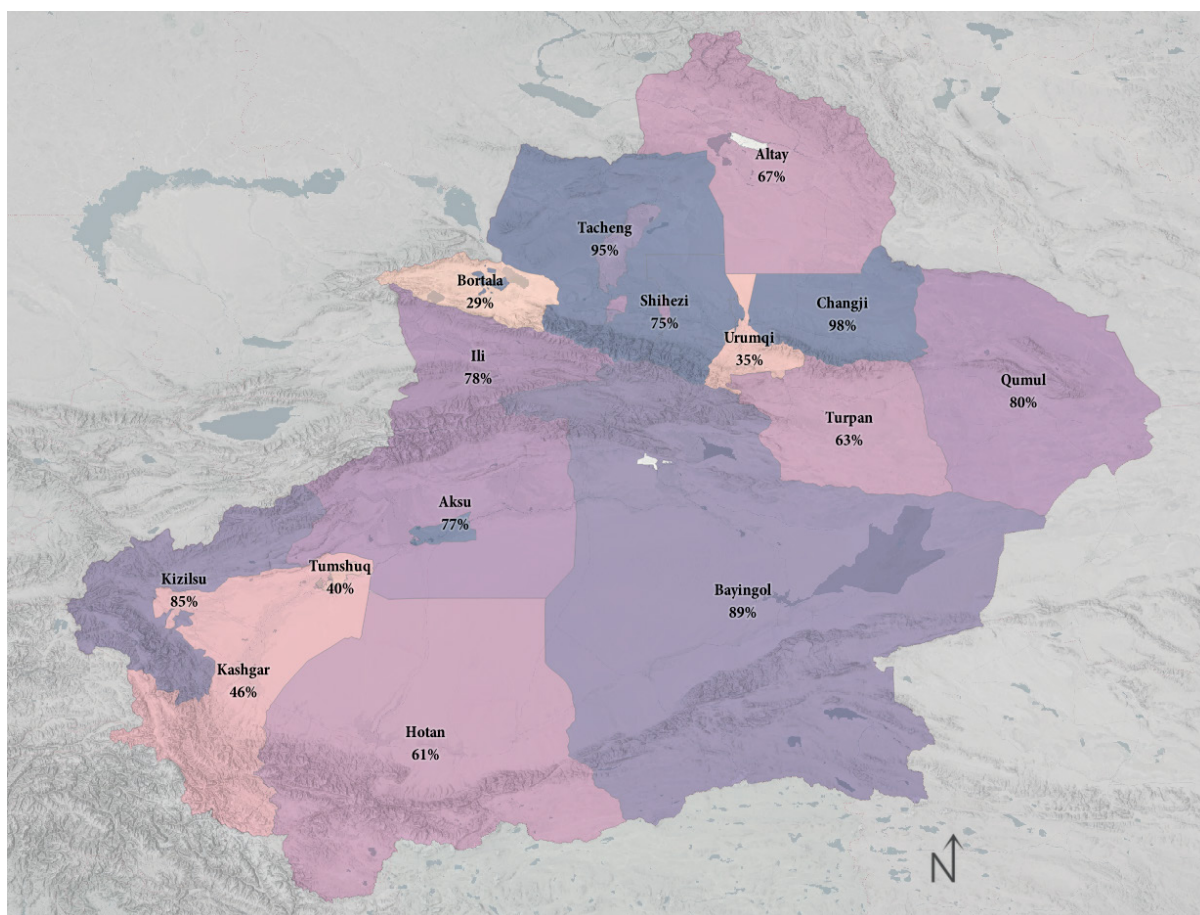 Altay
67%
Tacheng
95%
Bortala
29%
Shihezi
75%
Changji
98%
Urumqi
35%
Ili
78%
Qumul
80%
Turpan
63%
Aksu
77%
Tumshuq
40%
Kizilsu
85%
Bayingol
89%
Kashgar
46%
Hotan
61%
N